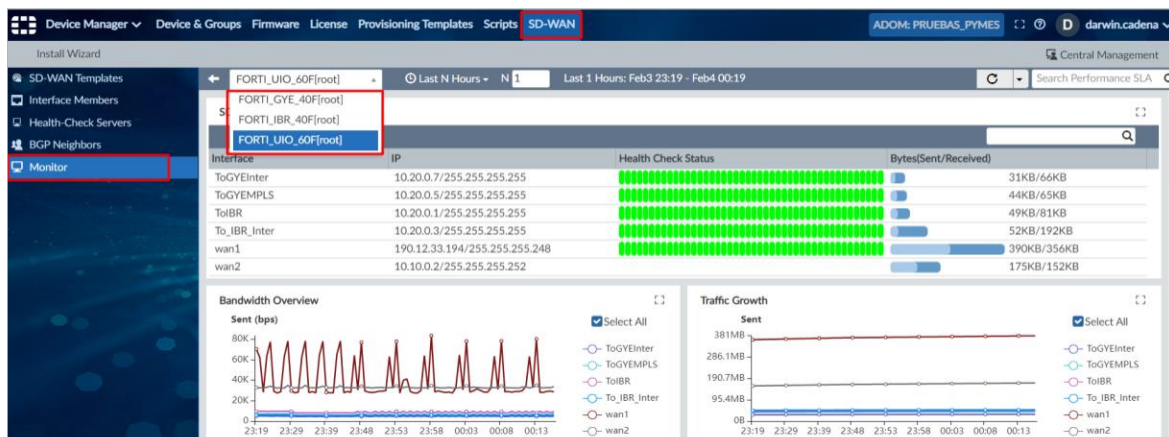 Device Manager Device & Groups Firmware License Provisioning Templates Scripts SD-WAN ADOM: PRUEBAS_PYMES D darwin.cadena
Install Wizard Central Management
SD-WAN Templates
Interface Members
Health-Check Servers
BGP Neighbors
Monitor
FORTI_UIO_60F[root] Last N Hours N 1 Last 1 Hours: Feb3 23:19 - Feb4 00:19 Search Performance SLA
FORTI_GYE_40F[root]
FORTI_IBR_40F[root]
FORTI_UIO_60F[root]
Interface IP Health Check Status Bytes(Sent/Received)
ToGYEInter 10.20.0.7/255.255.255.255 31KB/66KB
ToGYEMPLS 10.20.0.5/255.255.255.255 44KB/65KB
ToIBR 10.20.0.1/255.255.255.255 49KB/81KB
To_IBR_Inter 10.20.0.3/255.255.255.255 52KB/192KB
wan1 190.12.33.194/255.255.255.248 390KB/356KB
wan2 10.10.0.2/255.255.255.252 175KB/152KB
Bandwidth Overview
Sent (bps)
Select All
80K
60K
40K
20K
0
23:19 23:29 23:39 23:48 23:53 23:58 00:03 00:08 00:13
ToGYEInter
ToGYEMPLS
ToIBR
To_IBR_Inter
wan1
wan2
Traffic Growth
Sent
Select All
381MB
286.1MB
190.7MB
95.4MB
0B
23:19 23:29 23:39 23:48 23:53 23:58 00:03 00:08 00:13
ToGYEInter
ToGYEMPLS
ToIBR
To_IBR_Inter
wan1
wan2